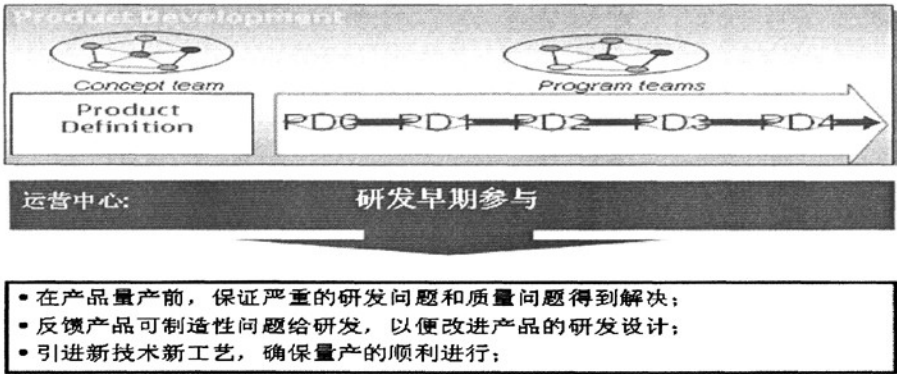 Product Development
Concept team
Program teams
Product
Definition
PD0 PD1 PD2 PD3 PD4
运营中心: 研发早期参与
• 在产品量产前，保证严重的研发问题和质量问题得到解决；
• 反馈产品可制造性问题给研发，以便改进产品的研发设计；
• 引进新技术新工艺，确保量产的顺利进行；